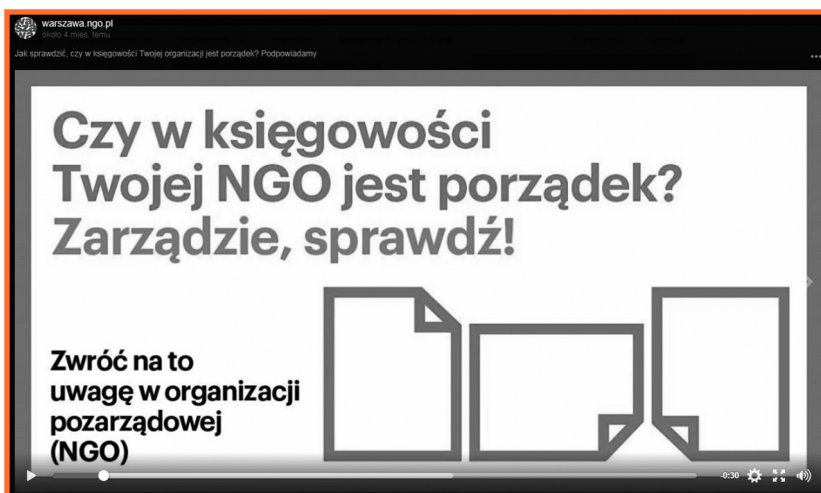 warszawa.ngo.pl
około 4 mies. temu
Jak sprawdzić, czy w księgowości Twojej organizacji jest porządek? Podpowiadamy
Czy w księgowości
Twojej NGO jest porządek?
Zarządzie, sprawdź!
Zwróć na to
uwagę w organizacji
pozarządowej
(NGO)
-0:30